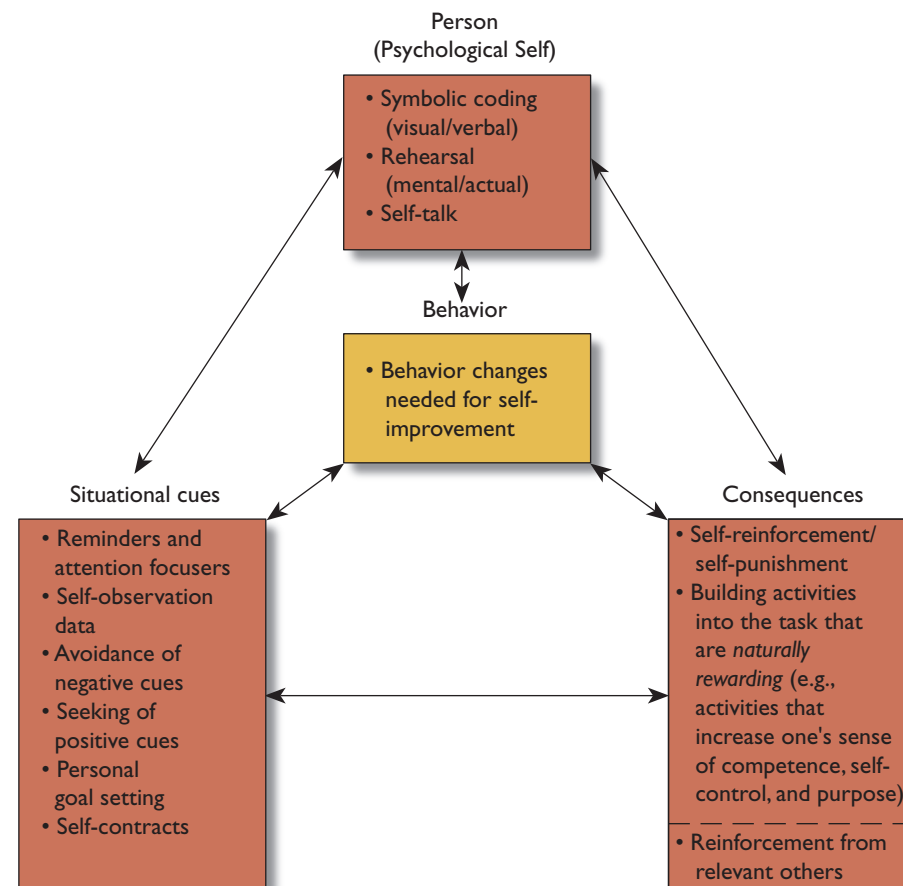 Person
(Psychological Self)
• Symbolic coding
(visual/verbal)
• Rehearsal
(mental/actual)
• Self-talk
Behavior
• Behavior changes
needed for self-
improvement
Situational cues
• Reminders and
attention focusers
• Self-observation
data
• Avoidance of
negative cues
• Seeking of
positive cues
• Personal
goal setting
• Self-contracts
Consequences
• Self-reinforcement/
self-punishment
• Building activities
into the task that
are naturally
rewarding (e.g.,
activities that
increase one's sense
of competence, self-
control, and purpose)
• Reinforcement from
relevant others